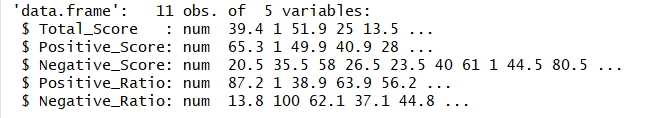 'data.frame':   11 obs. of  5 variables:
 $ Total_Score   : num  39.4 1 51.9 25 13.5 ...
 $ Positive_Score: num  65.3 1 49.9 40.9 28 ...
 $ Negative_Score: num  20.5 35.5 58 26.5 23.5 40 61 1 44.5 80.5 ...
 $ Positive_Ratio: num  87.2 1 38.9 63.9 56.2 ...
 $ Negative_Ratio: num  13.8 100 62.1 37.1 44.8 ...